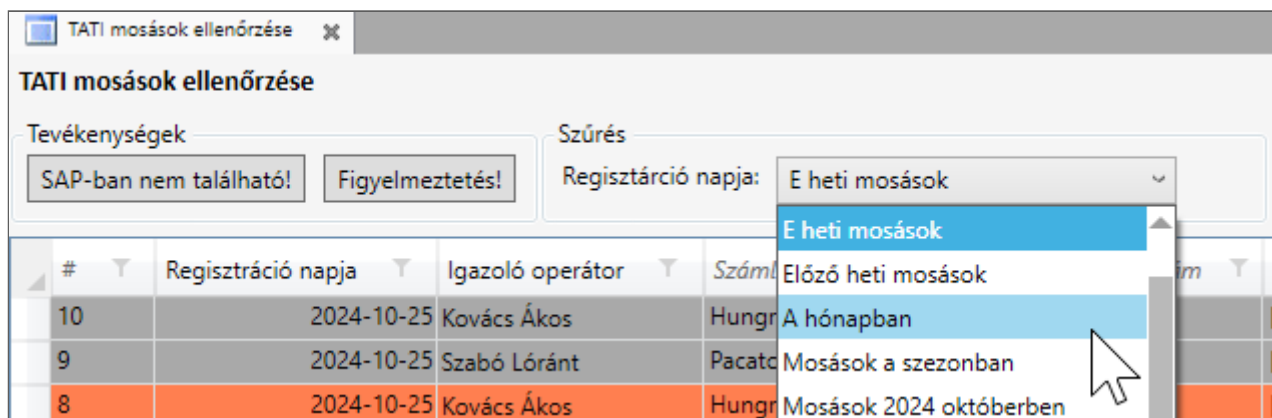 TATI mosások ellenőrzése
TATI mosások ellenőrzése
Tevékenységek
Szűrés
SAP-ban nem található!
Figyelmeztetés!
Regisztárció napja:
E heti mosások
E heti mosások
Előző heti mosások
A hónapban
Mosások a szezonban
Mosások 2024 októberben
# Regisztráció napja Igazoló operátor
10 2024-10-25 Kovács Ákos
9 2024-10-25 Szabó Lóránt
8 2024-10-25 Kovács Ákos